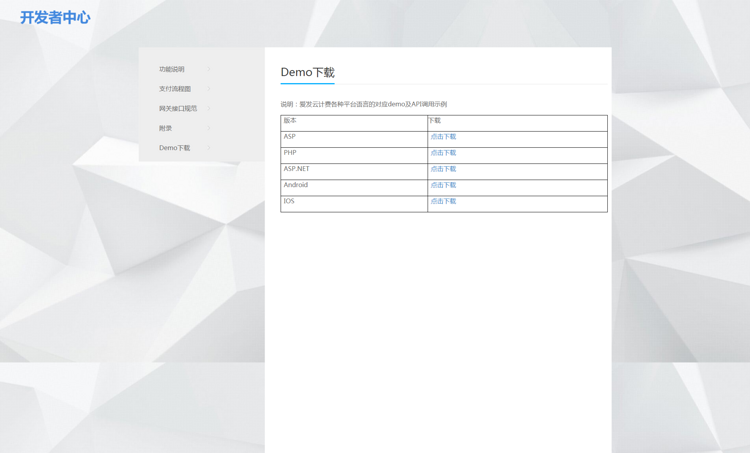 开发者中心
功能说明
支付流程图
网关接口规范
附录
Demo下载
Demo下载
说明：爱发云计费各种平台语言的对应demo及API调用示例
版本 下载
ASP 点击下载
PHP 点击下载
ASP.NET 点击下载
Android 点击下载
IOS 点击下载